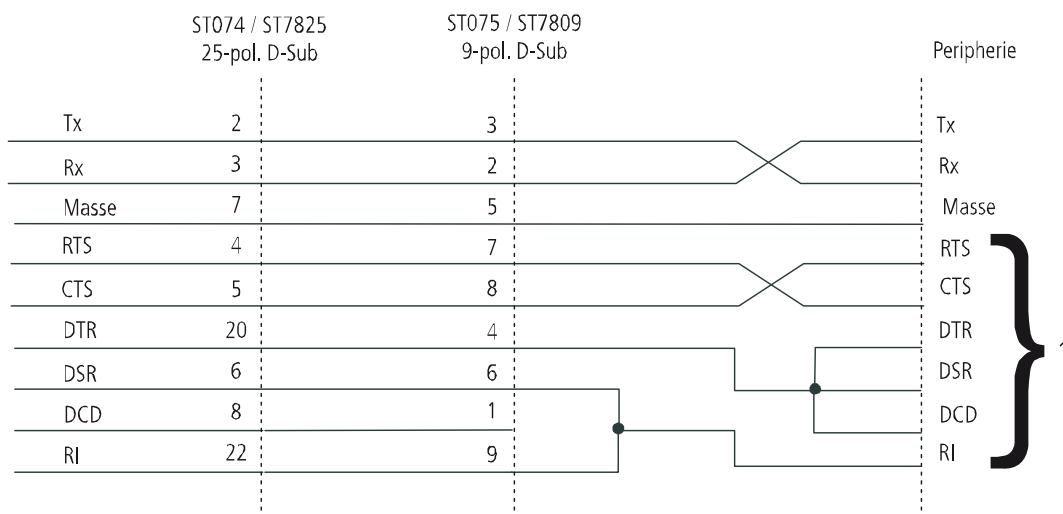 ST074 / ST7825
25-pol. D-Sub
ST075 / ST7809
9-pol. D-Sub
Peripherie
Tx 2 3 Tx
Rx 3 2 Rx
Masse 7 5 Masse
RTS 4 7 RTS
CTS 5 8 CTS
DTR 20 4 DTR
DSR 6 6 DSR
DCD 8 1 DCD
RI 22 9 RI